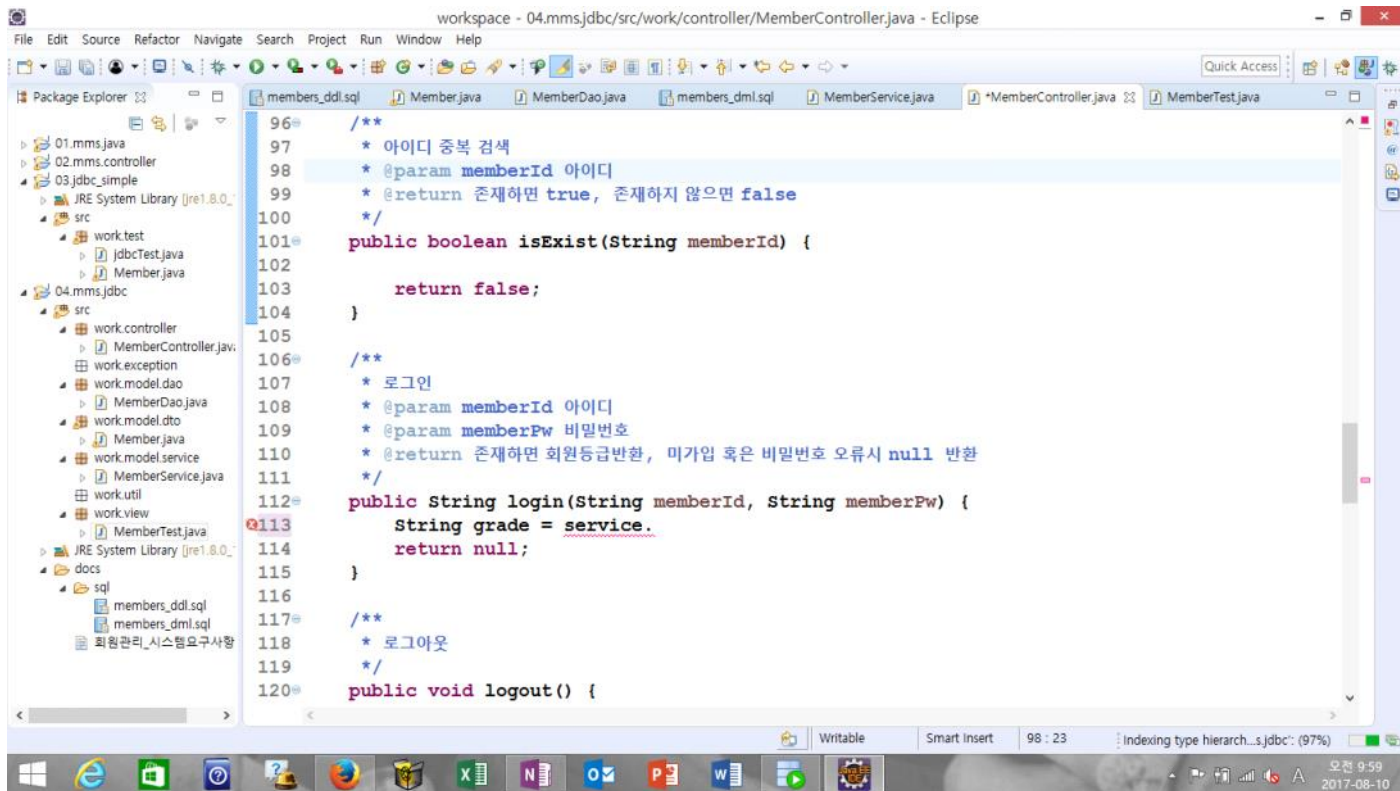 workspace - 04.mms.jdbc/src/work/controller/MemberController.java - Eclipse
File Edit Source Refactor Navigate Search Project Run Window Help
Quick Access
Package Explorer
members_ddl.sql Member.java MemberDao.java members_dml.sql MemberService.java *MemberController.java MemberTest.java
01.mms.java
02.mms.controller
03.jdbc_simple
JRE System Library [jre1.8.0_
src
work.test
jdbcTest.java
Member.java
04.mms.jdbc
src
work.controller
MemberController.jav
work.exception
work.model.dao
MemberDao.java
work.model.dto
Member.java
work.model.service
MemberService.java
work.util
work.view
MemberTest.java
JRE System Library [jre1.8.0_
docs
sql
members_ddl.sql
members_dml.sql
회원관리_시스템요구사항
96 /**
97 * 아이디 중복 검색
98 * @param memberId 아이디
99 * @return 존재하면 true, 존재하지 않으면 false
100 */
101 public boolean isExist(String memberId) {
102
103 return false;
104 }
105
106 /**
107 * 로그인
108 * @param memberId 아이디
109 * @param memberPw 비밀번호
110 * @return 존재하면 회원등급반환, 미가입 혹은 비밀번호 오류시 null 반환
111 */
112 public String login(String memberId, String memberPw) {
113 String grade = service.
114 return null;
115 }
116
117 /**
118 * 로그아웃
119 */
120 public void logout() {
Writable Smart Insert 98 : 23 Indexing type hierarch...s.jdbc': (97%)
A 오전 9:59
2017-08-10